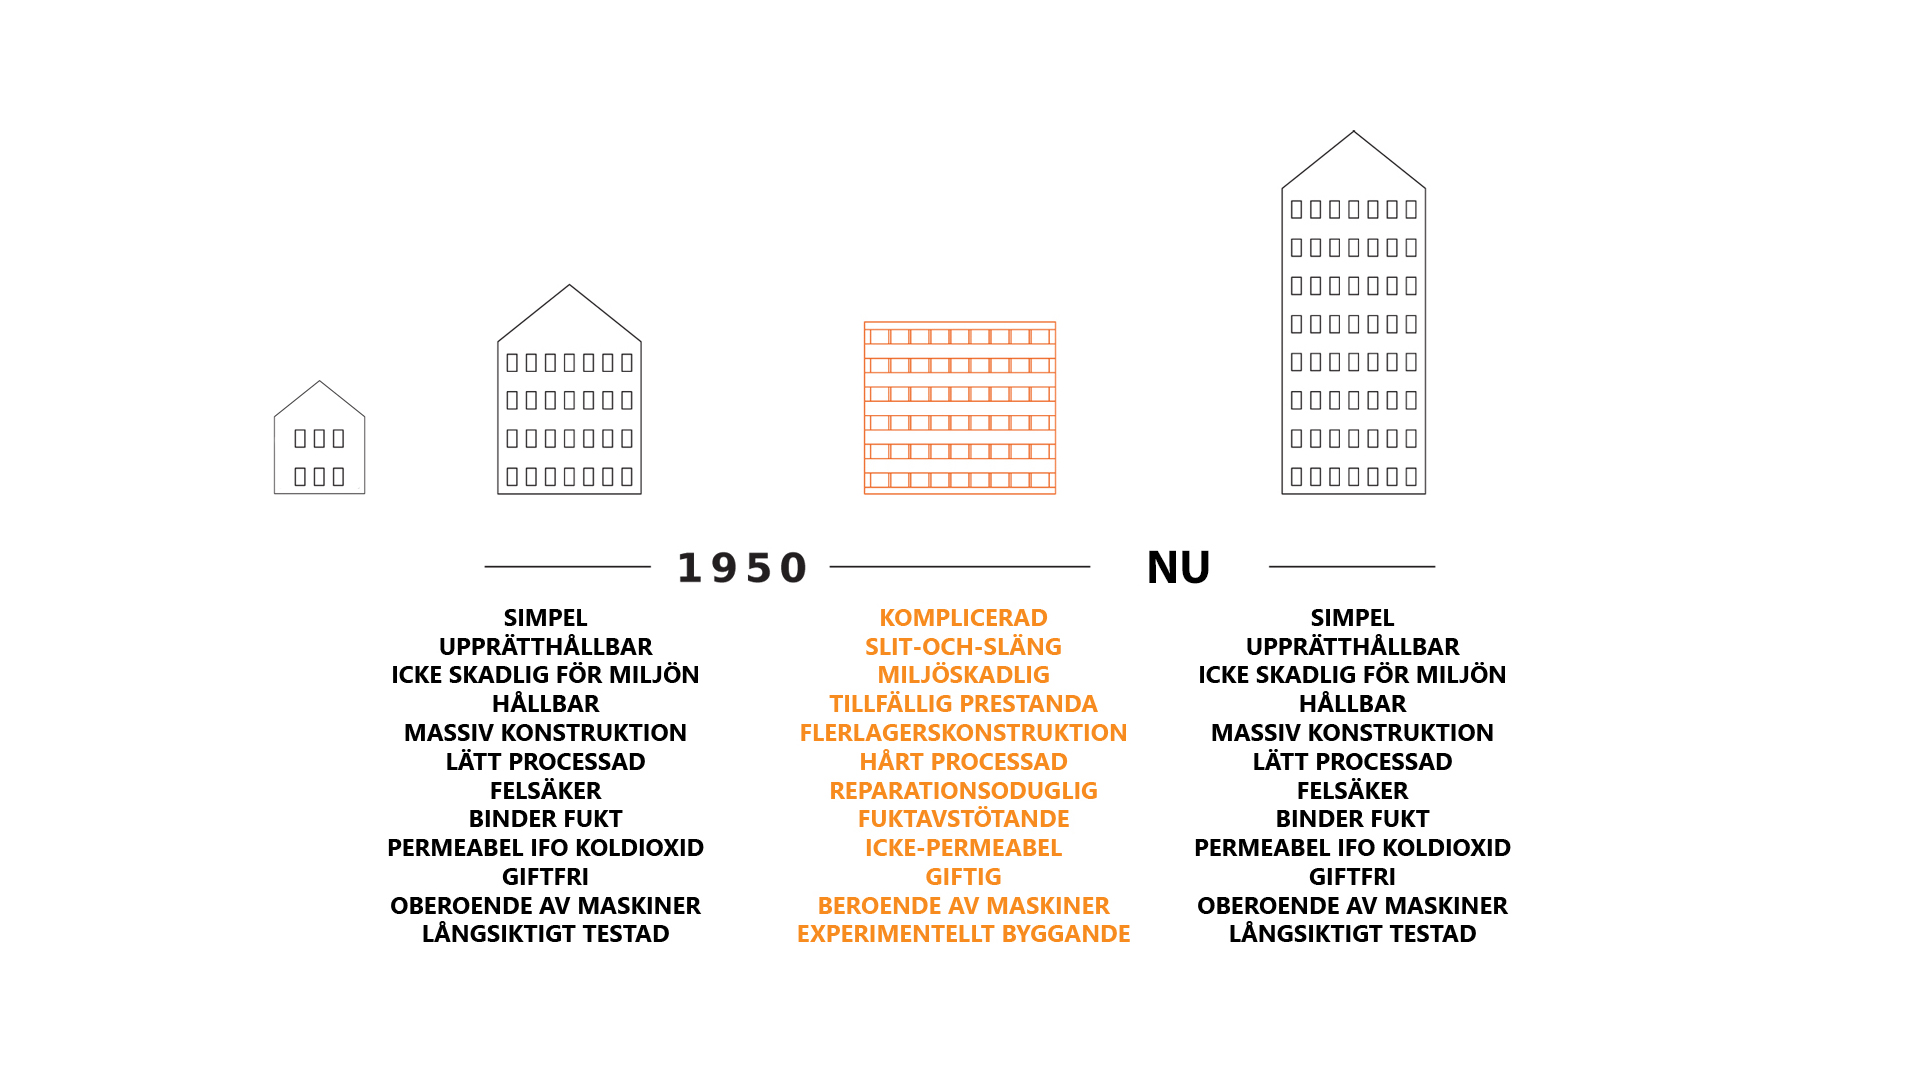 1950
NU
SIMPEL
UPPRÄTTHÅLLBAR
ICKE SKADLIG FÖR MILJÖN
HÅLLBAR
MASSIV KONSTRUKTION
LÄTT PROCESSAD
FELSÄKER
BINDER FUKT
PERMEABEL IFO KOLDIOXID
GIFTFRI
OBEROENDE AV MASKINER
LÅNGSIKTIGT TESTAD
KOMPLICERAD
SLIT-OCH-SLÄNG
MILJÖSKADLIG
TILLFÄLLIG PRESTANDA
FLERLAGERSKONSTRUKTION
HÅRT PROCESSAD
REPARATIONSODUGLIG
FUKTAVSTÖTANDE
ICKE-PERMEABEL
GIFTIG
BEROENDE AV MASKINER
EXPERIMENTELLT BYGGANDE
SIMPEL
UPPRÄTTHÅLLBAR
ICKE SKADLIG FÖR MILJÖN
HÅLLBAR
MASSIV KONSTRUKTION
LÄTT PROCESSAD
FELSÄKER
BINDER FUKT
PERMEABEL IFO KOLDIOXID
GIFTFRI
OBEROENDE AV MASKINER
LÅNGSIKTIGT TESTAD